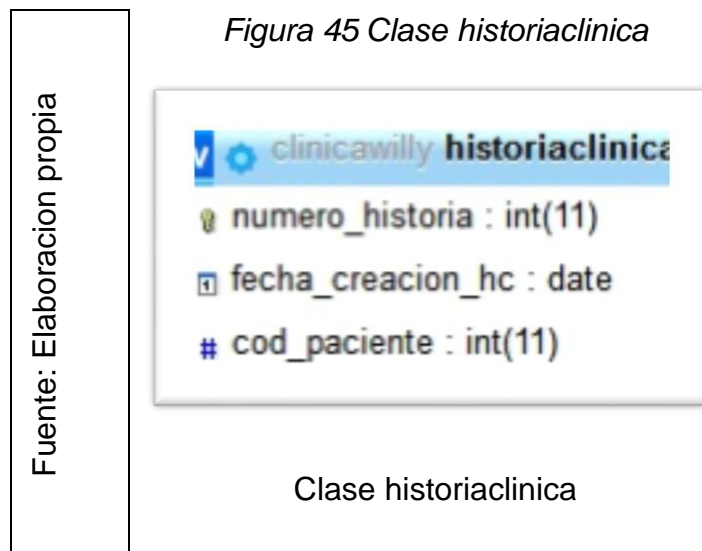 Figura 45 Clase historiaclinica
Fuente: Elaboracion propia
v clinicawilly historiaclinica
numero_historia : int(11)
fecha_creacion_hc : date
# cod_paciente : int(11)
Clase historiaclinica